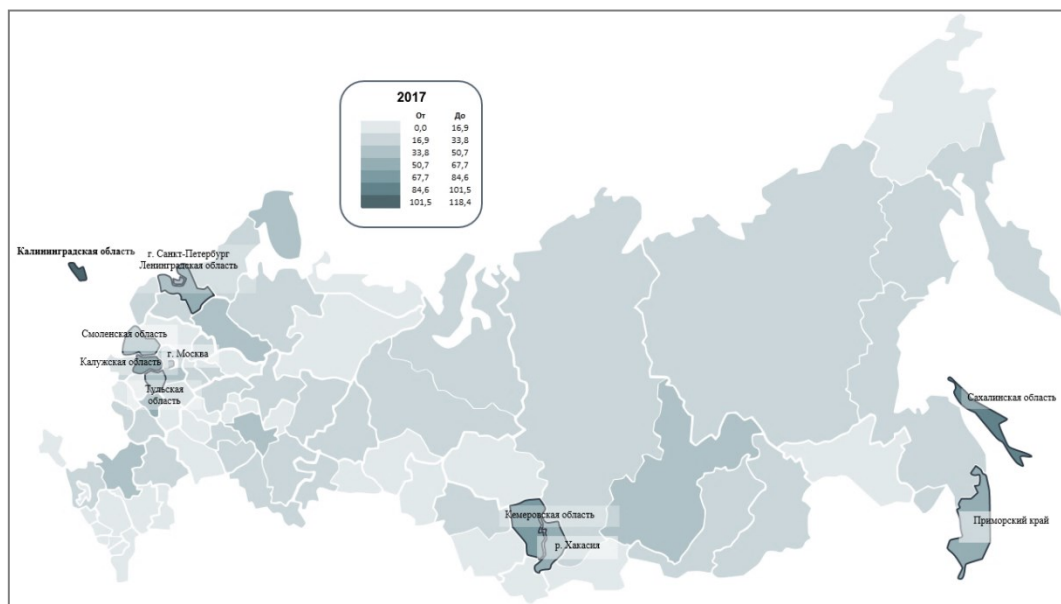 2017
От До
0,0 16,9
16,9 33,8
33,8 50,7
50,7 67,7
67,7 84,6
84,6 101,5
101,5 118,4
Калининградская область
г. Санкт-Петербург
Ленинградская область
Смоленская область
г. Москва
Калужская область
Тульская
область
Сахалинская область
Кемеровская область
р. Хакасия
Приморский край